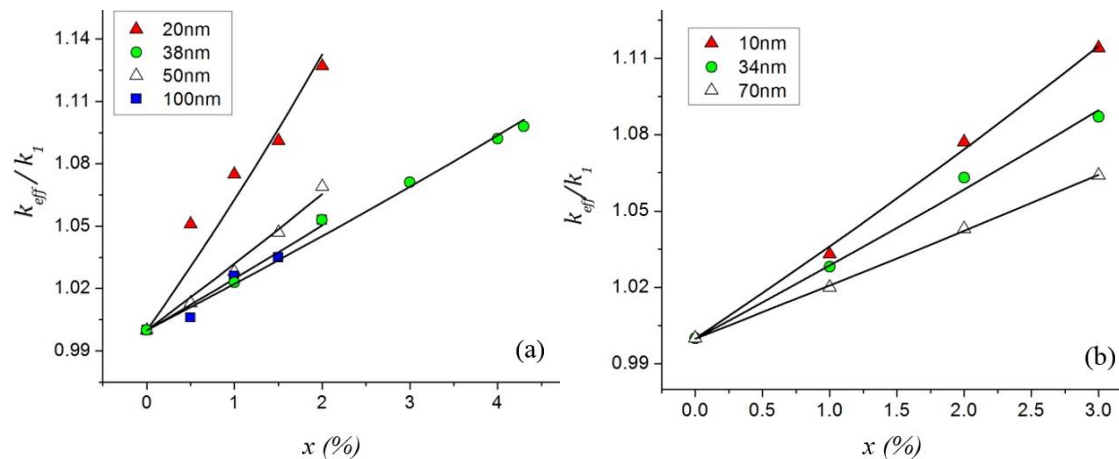 20nm
38nm
50nm
100nm
1.14
1.11
1.08
1.05
1.02
0.99
k_eff / k_1
0 1 2 3 4
x (%)
(a)
10nm
34nm
70nm
1.11
1.08
1.05
1.02
0.99
k_eff/k_1
0.0 0.5 1.0 1.5 2.0 2.5 3.0
x (%)
(b)